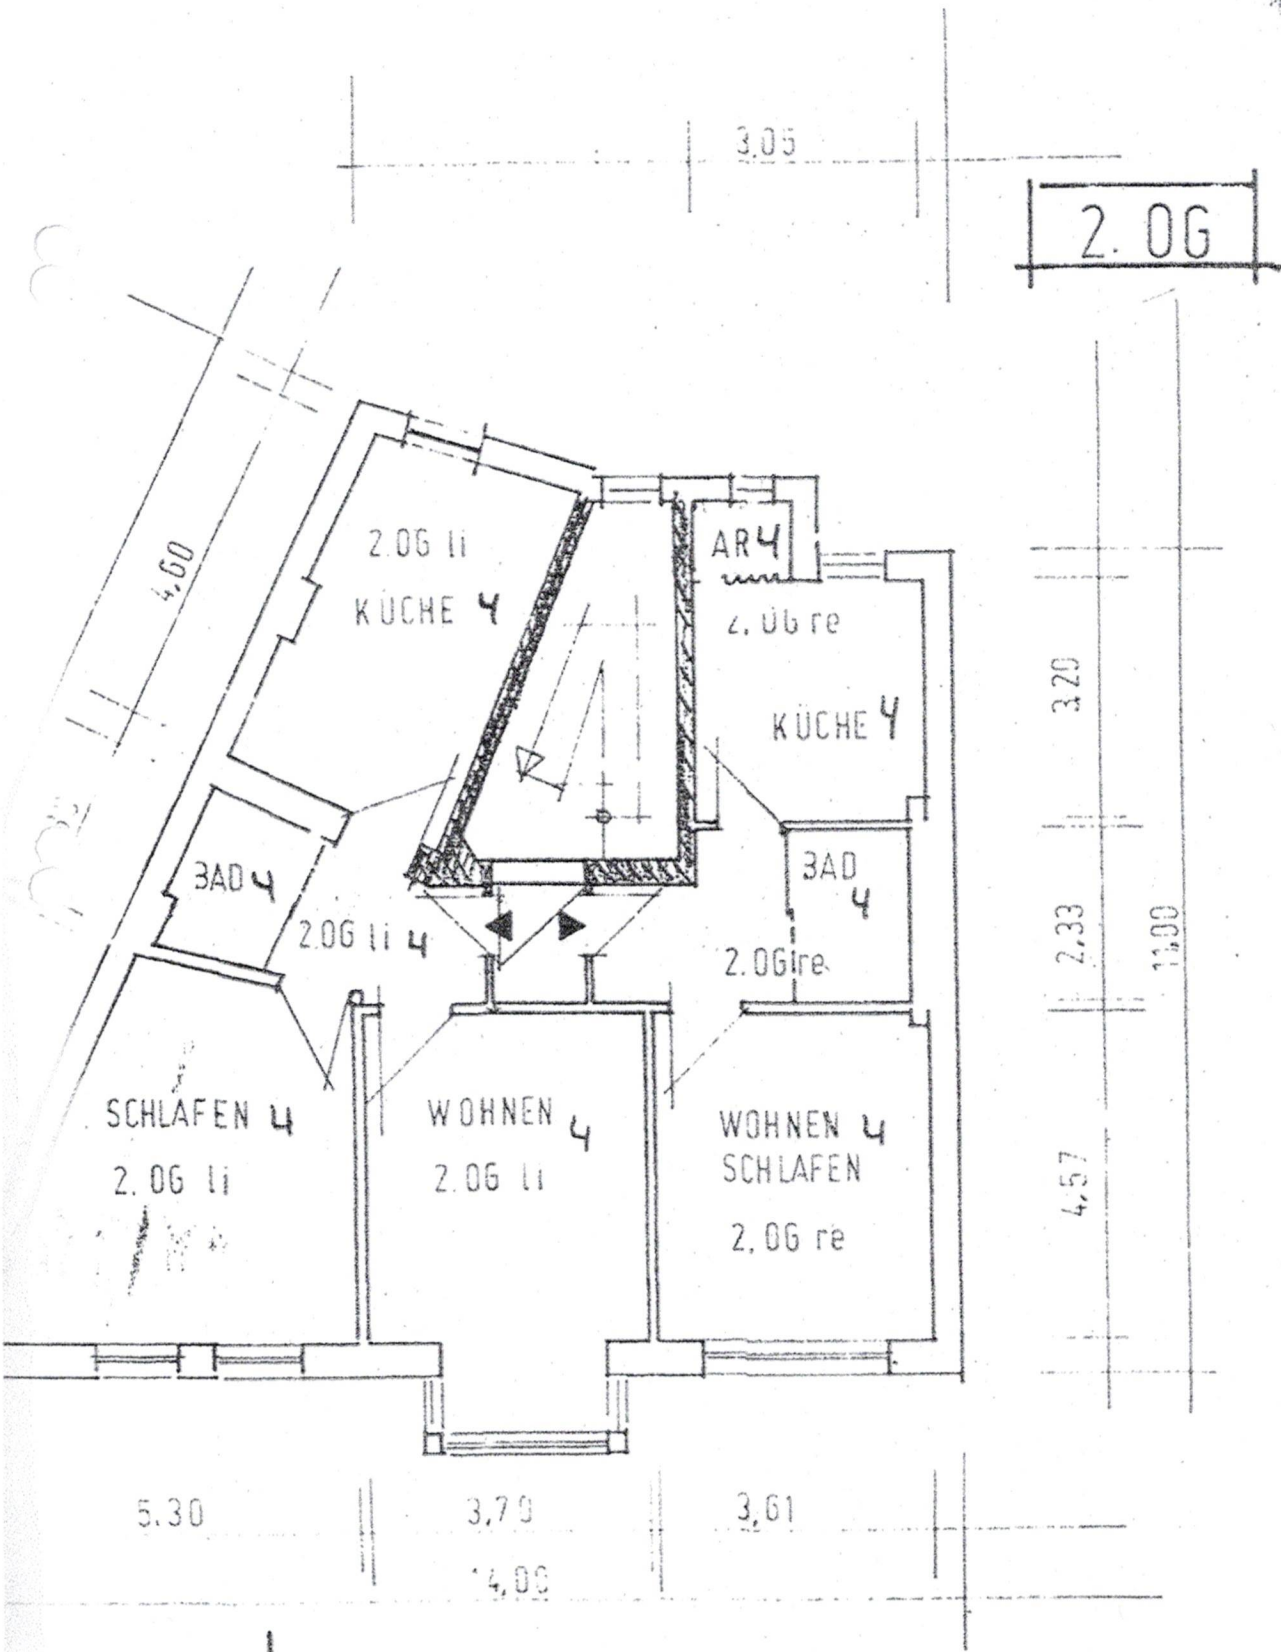 3,05
2. OG
4,60
2.OG li
KÜCHE 4
AR 4
2. OG re
KÜCHE 4
3,20
BAD 4
BAD 4
2.OG li 4
2.OG re
2,33
11,00
SCHLAFEN 4
2. OG li
WOHNEN 4
2.OG li
WOHNEN 4
SCHLAFEN
2. OG re
4,57
5.30
3,70
3,61
14,00